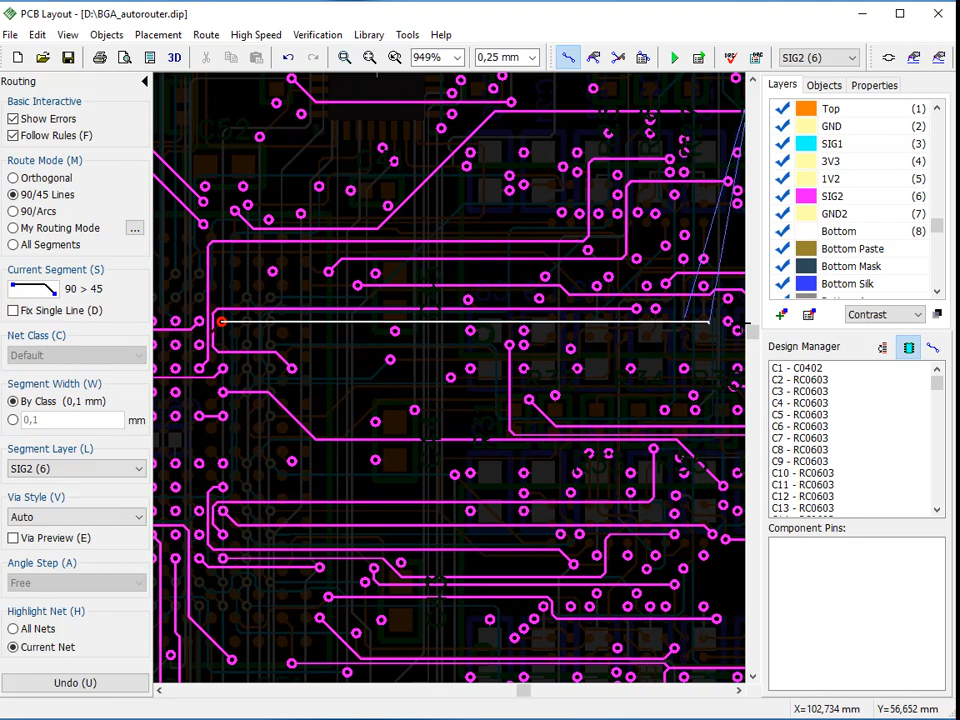 PCB Layout - [D:\BGA_autorouter.dip]
File Edit View Objects Placement Route High Speed Verification Library Tools Help
3D 949% 0,25 mm SIG2 (6)
Routing
Basic Interactive
Show Errors
Follow Rules (F)
Route Mode (M)
Orthogonal
90/45 Lines
90/Arcs
My Routing Mode ...
All Segments
Current Segment (S)
90 > 45
Fix Single Line (D)
Net Class (C)
Default
Segment Width (W)
By Class (0,1 mm)
0,1 mm
Segment Layer (L)
SIG2 (6)
Via Style (V)
Auto
Via Preview (E)
Angle Step (A)
Free
Highlight Net (H)
All Nets
Current Net
Undo (U)
Layers Objects Properties
Top (1)
GND (2)
SIG1 (3)
3V3 (4)
1V2 (5)
SIG2 (6)
GND2 (7)
Bottom (8)
Bottom Paste
Bottom Mask
Bottom Silk
Contrast
Design Manager
C1 - C0402
C2 - RC0603
C3 - RC0603
C4 - RC0603
C5 - RC0603
C6 - RC0603
C7 - RC0603
C8 - RC0603
C9 - RC0603
C10 - RC0603
C11 - RC0603
C12 - RC0603
C13 - RC0603
Component Pins:
X=102,734 mm Y=56,652 mm